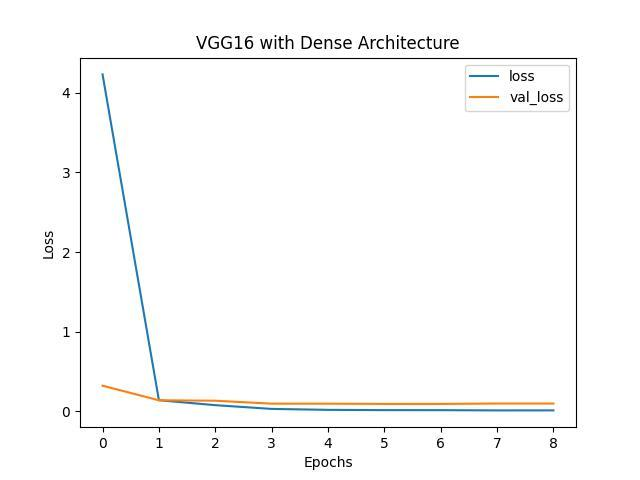 VGG16 with Dense Architecture
loss
val_loss
4
3
2
1
0
Loss
0 1 2 3 4 5 6 7 8
Epochs